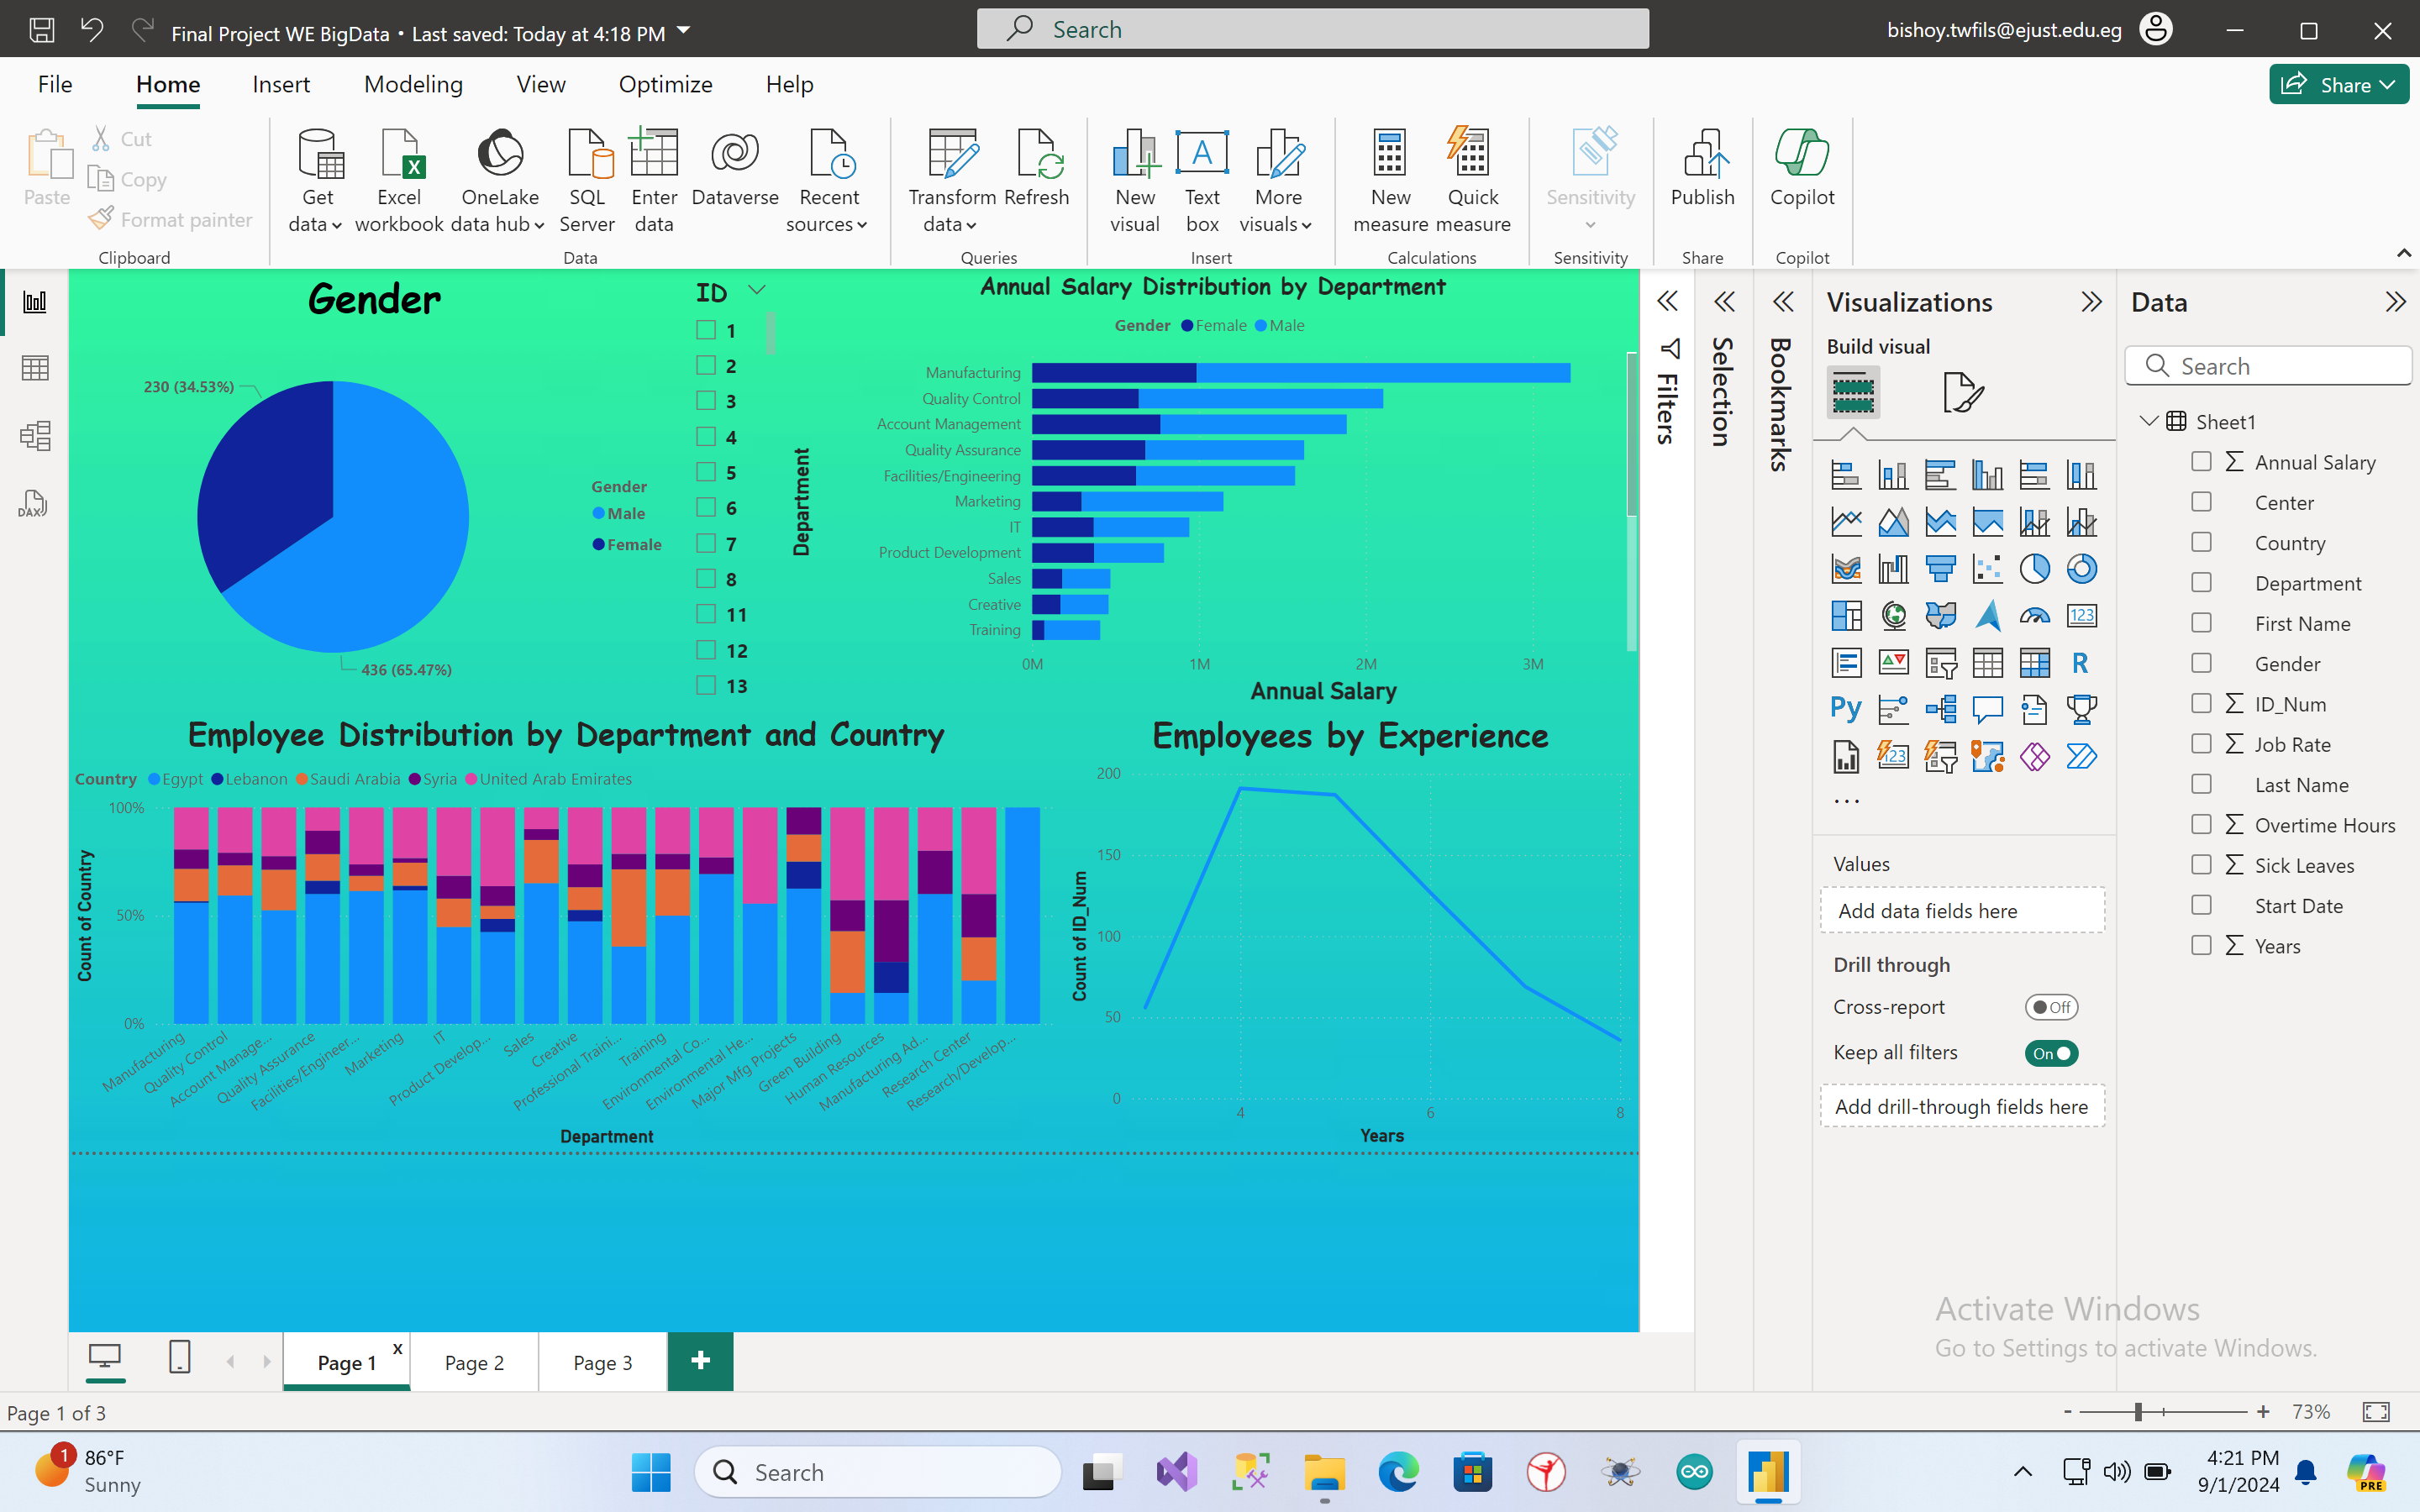 Final Project WE BigData • Last saved: Today at 4:18 PM
Search
bishoy.twfils@ejust.edu.eg
File
Home
Insert
Modeling
View
Optimize
Help
Share
Paste
Cut
Copy
Format painter
Clipboard
Get data
Excel workbook
OneLake data hub
SQL Server
Enter data
Dataverse
Recent sources
Data
Transform data
Refresh
Queries
New visual
Text box
More visuals
Insert
New measure
Quick measure
Calculations
Sensitivity
Sensitivity
Publish
Share
Copilot
Copilot
DAX
Gender
230 (34.53%)
436 (65.47%)
Gender
Male
Female
ID
1
2
3
4
5
6
7
8
11
12
13
Annual Salary Distribution by Department
Gender Female Male
Department
Manufacturing
Quality Control
Account Management
Quality Assurance
Facilities/Engineering
Marketing
IT
Product Development
Sales
Creative
Training
0M 1M 2M 3M
Annual Salary
Employee Distribution by Department and Country
Country Egypt Lebanon Saudi Arabia Syria United Arab Emirates
Count of Country
100%
50%
0%
Manufacturing
Quality Control
Account Manage...
Quality Assurance
Facilities/Engineer...
Marketing
IT
Product Develop...
Sales
Creative
Professional Traini...
Training
Environmental Co...
Environmental He...
Major Mfg Projects
Green Building
Human Resources
Manufacturing Ad...
Research Center
Research/Develop...
Department
Employees by Experience
Count of ID_Num
200
150
100
50
0
4 6 8
Years
Filters
Selection
Bookmarks
Visualizations
Build visual
123
R
Py
123
...
Values
Add data fields here
Drill through
Cross-report
Off
Keep all filters
On
Add drill-through fields here
Data
Search
Sheet1
Σ Annual Salary
Center
Country
Department
First Name
Gender
Σ ID_Num
Σ Job Rate
Last Name
Σ Overtime Hours
Σ Sick Leaves
Start Date
Σ Years
Activate Windows
Go to Settings to activate Windows.
Page 1 x
Page 2
Page 3
+
Page 1 of 3
- + 73%
1
86°F
Sunny
Search
4:21 PM
9/1/2024
PRE